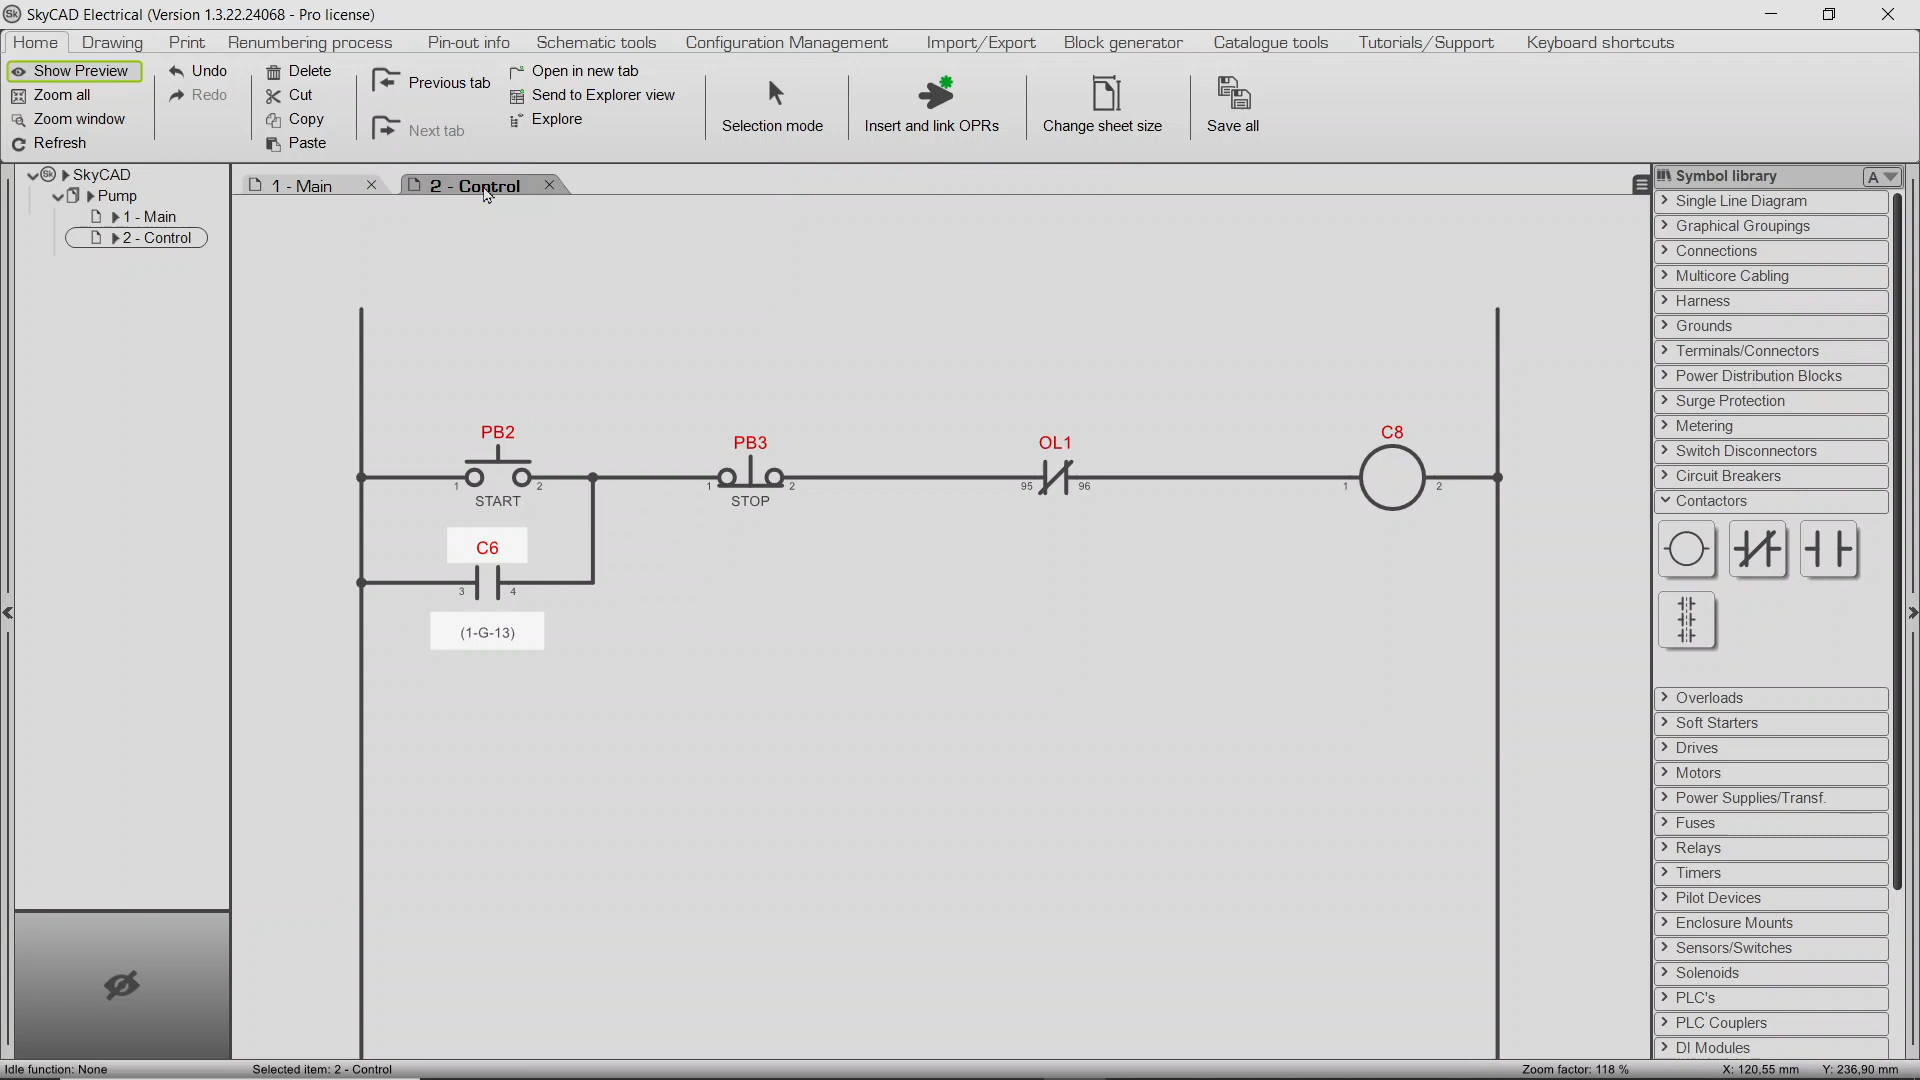 SkyCAD Electrical (Version 1.3.22.24068 - Pro license)
Home Drawing Print Renumbering process Pin-out info Schematic tools Configuration Management Import/Export Block generator Catalogue tools Tutorials/Support Keyboard shortcuts
Show Preview
Zoom all
Zoom window
Refresh
Undo
Redo
Delete
Cut
Copy
Paste
Previous tab
Next tab
Open in new tab
Send to Explorer view
Explore
Selection mode
Insert and link OPRs
Change sheet size
Save all
Sk SkyCAD
Pump
1 - Main
2 - Control
1 - Main
2 - Control
PB2
1 2
START
PB3
1 2
STOP
OL1
95 96
C8
1 2
C6
3 4
(1-G-13)
Symbol library A
Single Line Diagram
Graphical Groupings
Connections
Multicore Cabling
Harness
Grounds
Terminals/Connectors
Power Distribution Blocks
Surge Protection
Metering
Switch Disconnectors
Circuit Breakers
Contactors
Overloads
Soft Starters
Drives
Motors
Power Supplies/Transf.
Fuses
Relays
Timers
Pilot Devices
Enclosure Mounts
Sensors/Switches
Solenoids
PLC's
PLC Couplers
DI Modules
Idle function: None Selected item: 2 - Control Zoom factor: 118 % X: 120,55 mm Y: 236,90 mm